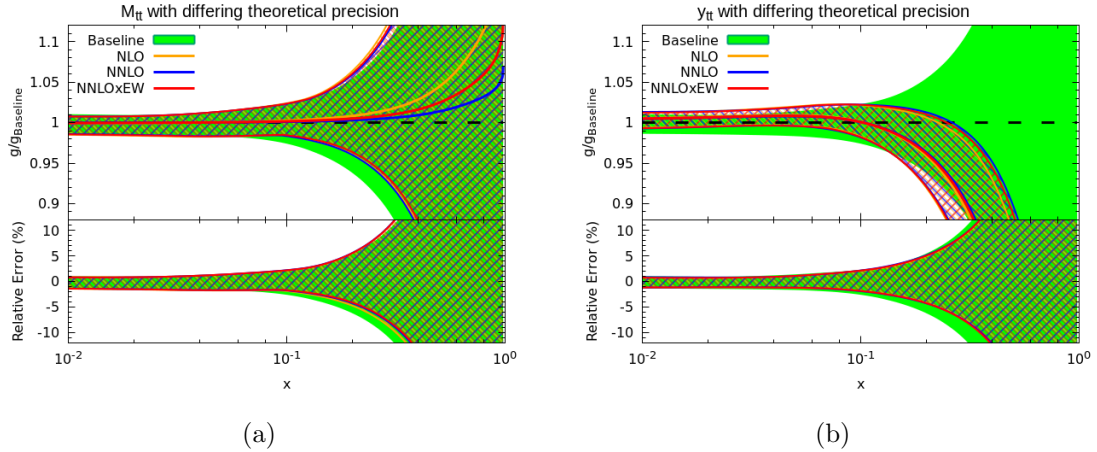 M_tt with differing theoretical precision
Baseline
NLO
NNLO
NNLOxEW
g/g_Baseline
1.1
1.05
1
0.95
0.9
Relative Error (%)
10
5
0
-5
-10
10^-2
10^-1
10^0
x
(a)
y_tt with differing theoretical precision
Baseline
NLO
NNLO
NNLOxEW
g/g_Baseline
1.1
1.05
1
0.95
0.9
Relative Error (%)
10
5
0
-5
-10
10^-2
10^-1
10^0
x
(b)